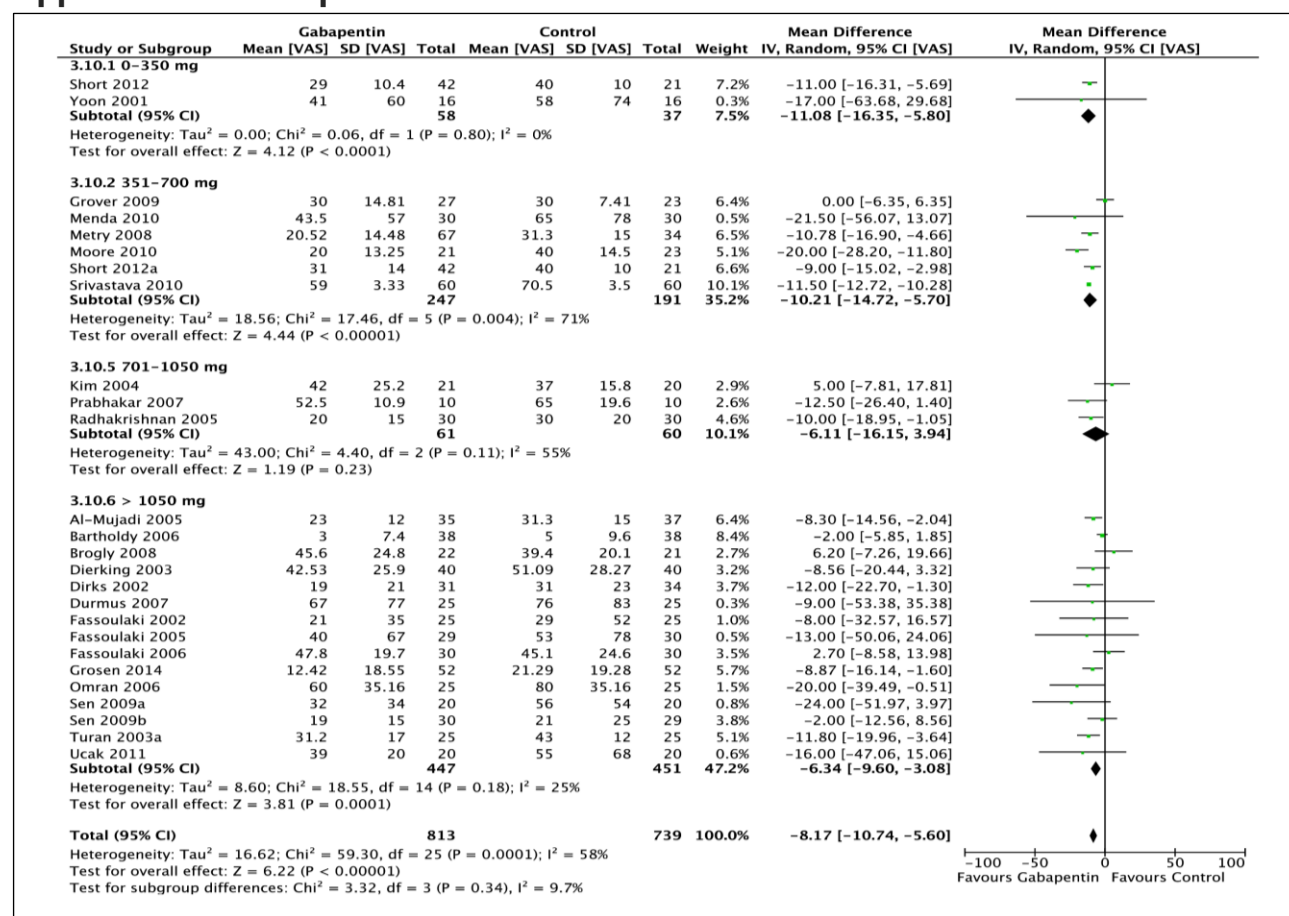 Gabapentin Control Mean Difference Mean Difference
Study or Subgroup Mean [VAS] SD [VAS] Total Mean [VAS] SD [VAS] Total Weight IV, Random, 95% CI [VAS] IV, Random, 95% CI [VAS]
3.10.1 0-350 mg
Short 2012 29 10.4 42 40 10 21 7.2% -11.00 [-16.31, -5.69]
Yoon 2001 41 60 16 58 74 16 0.3% -17.00 [-63.68, 29.68]
Subtotal (95% CI) 58 37 7.5% -11.08 [-16.35, -5.80]
Heterogeneity: Tau² = 0.00; Chi² = 0.06, df = 1 (P = 0.80); I² = 0%
Test for overall effect: Z = 4.12 (P < 0.0001)
3.10.2 351-700 mg
Grover 2009 30 14.81 27 30 7.41 23 6.4% 0.00 [-6.35, 6.35]
Menda 2010 43.5 57 30 65 78 30 0.5% -21.50 [-56.07, 13.07]
Metry 2008 20.52 14.48 67 31.3 15 34 6.5% -10.78 [-16.90, -4.66]
Moore 2010 20 13.25 21 40 14.5 23 5.1% -20.00 [-28.20, -11.80]
Short 2012a 31 14 42 40 10 21 6.6% -9.00 [-15.02, -2.98]
Srivastava 2010 59 3.33 60 70.5 3.5 60 10.1% -11.50 [-12.72, -10.28]
Subtotal (95% CI) 247 191 35.2% -10.21 [-14.72, -5.70]
Heterogeneity: Tau² = 18.56; Chi² = 17.46, df = 5 (P = 0.004); I² = 71%
Test for overall effect: Z = 4.44 (P < 0.00001)
3.10.5 701-1050 mg
Kim 2004 42 25.2 21 37 15.8 20 2.9% 5.00 [-7.81, 17.81]
Prabhakar 2007 52.5 10.9 10 65 19.6 10 2.6% -12.50 [-26.40, 1.40]
Radhakrishnan 2005 20 15 30 30 20 30 4.6% -10.00 [-18.95, -1.05]
Subtotal (95% CI) 61 60 10.1% -6.11 [-16.15, 3.94]
Heterogeneity: Tau² = 43.00; Chi² = 4.40, df = 2 (P = 0.11); I² = 55%
Test for overall effect: Z = 1.19 (P = 0.23)
3.10.6 > 1050 mg
Al-Mujadi 2005 23 12 35 31.3 15 37 6.4% -8.30 [-14.56, -2.04]
Bartholdy 2006 3 7.4 38 5 9.6 38 8.4% -2.00 [-5.85, 1.85]
Brogly 2008 45.6 24.8 22 39.4 20.1 21 2.7% 6.20 [-7.26, 19.66]
Dierking 2003 42.53 25.9 40 51.09 28.27 40 3.2% -8.56 [-20.44, 3.32]
Dirks 2002 19 21 31 31 23 34 3.7% -12.00 [-22.70, -1.30]
Durmus 2007 67 77 25 76 83 25 0.3% -9.00 [-53.38, 35.38]
Fassoulaki 2002 21 35 25 29 52 25 1.0% -8.00 [-32.57, 16.57]
Fassoulaki 2005 40 67 29 53 78 30 0.5% -13.00 [-50.06, 24.06]
Fassoulaki 2006 47.8 19.7 30 45.1 24.6 30 3.5% 2.70 [-8.58, 13.98]
Grosen 2014 12.42 18.55 52 21.29 19.28 52 5.7% -8.87 [-16.14, -1.60]
Omran 2006 60 35.16 25 80 35.16 25 1.5% -20.00 [-39.49, -0.51]
Sen 2009a 32 34 20 56 54 20 0.8% -24.00 [-51.97, 3.97]
Sen 2009b 19 15 30 21 25 29 3.8% -2.00 [-12.56, 8.56]
Turan 2003a 31.2 17 25 43 12 25 5.1% -11.80 [-19.96, -3.64]
Ucak 2011 39 20 20 55 68 20 0.6% -16.00 [-47.06, 15.06]
Subtotal (95% CI) 447 451 47.2% -6.34 [-9.60, -3.08]
Heterogeneity: Tau² = 8.60; Chi² = 18.55, df = 14 (P = 0.18); I² = 25%
Test for overall effect: Z = 3.81 (P = 0.0001)
Total (95% CI) 813 739 100.0% -8.17 [-10.74, -5.60]
Heterogeneity: Tau² = 16.62; Chi² = 59.30, df = 25 (P = 0.0001); I² = 58%
Test for overall effect: Z = 6.22 (P < 0.00001)
Test for subgroup differences: Chi² = 3.32, df = 3 (P = 0.34), I² = 9.7%
-100 -50 0 50 100
Favours Gabapentin Favours Control